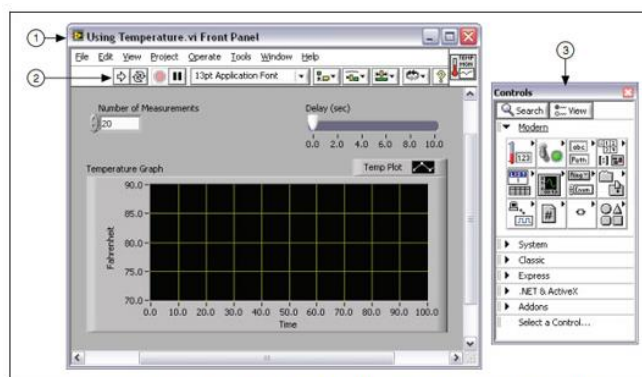 1
Using Temperature.vi Front Panel
File Edit View Project Operate Tools Window Help
2
13pt Application Font
TEMP
MON
Number of Measurements
20
Delay (sec)
0.0 2.0 4.0 6.0 8.0 10.0
Temperature Graph
Temp Plot
90.0
85.0
80.0
75.0
70.0
Fahrenheit
0.0 10.0 20.0 30.0 40.0 50.0 60.0 70.0 80.0 90.0 100.0
Time
3
Controls
Search View
Modern
123
abc
Path
Ring
Enum
#
System
Classic
Express
.NET & ActiveX
Addons
Select a Control...